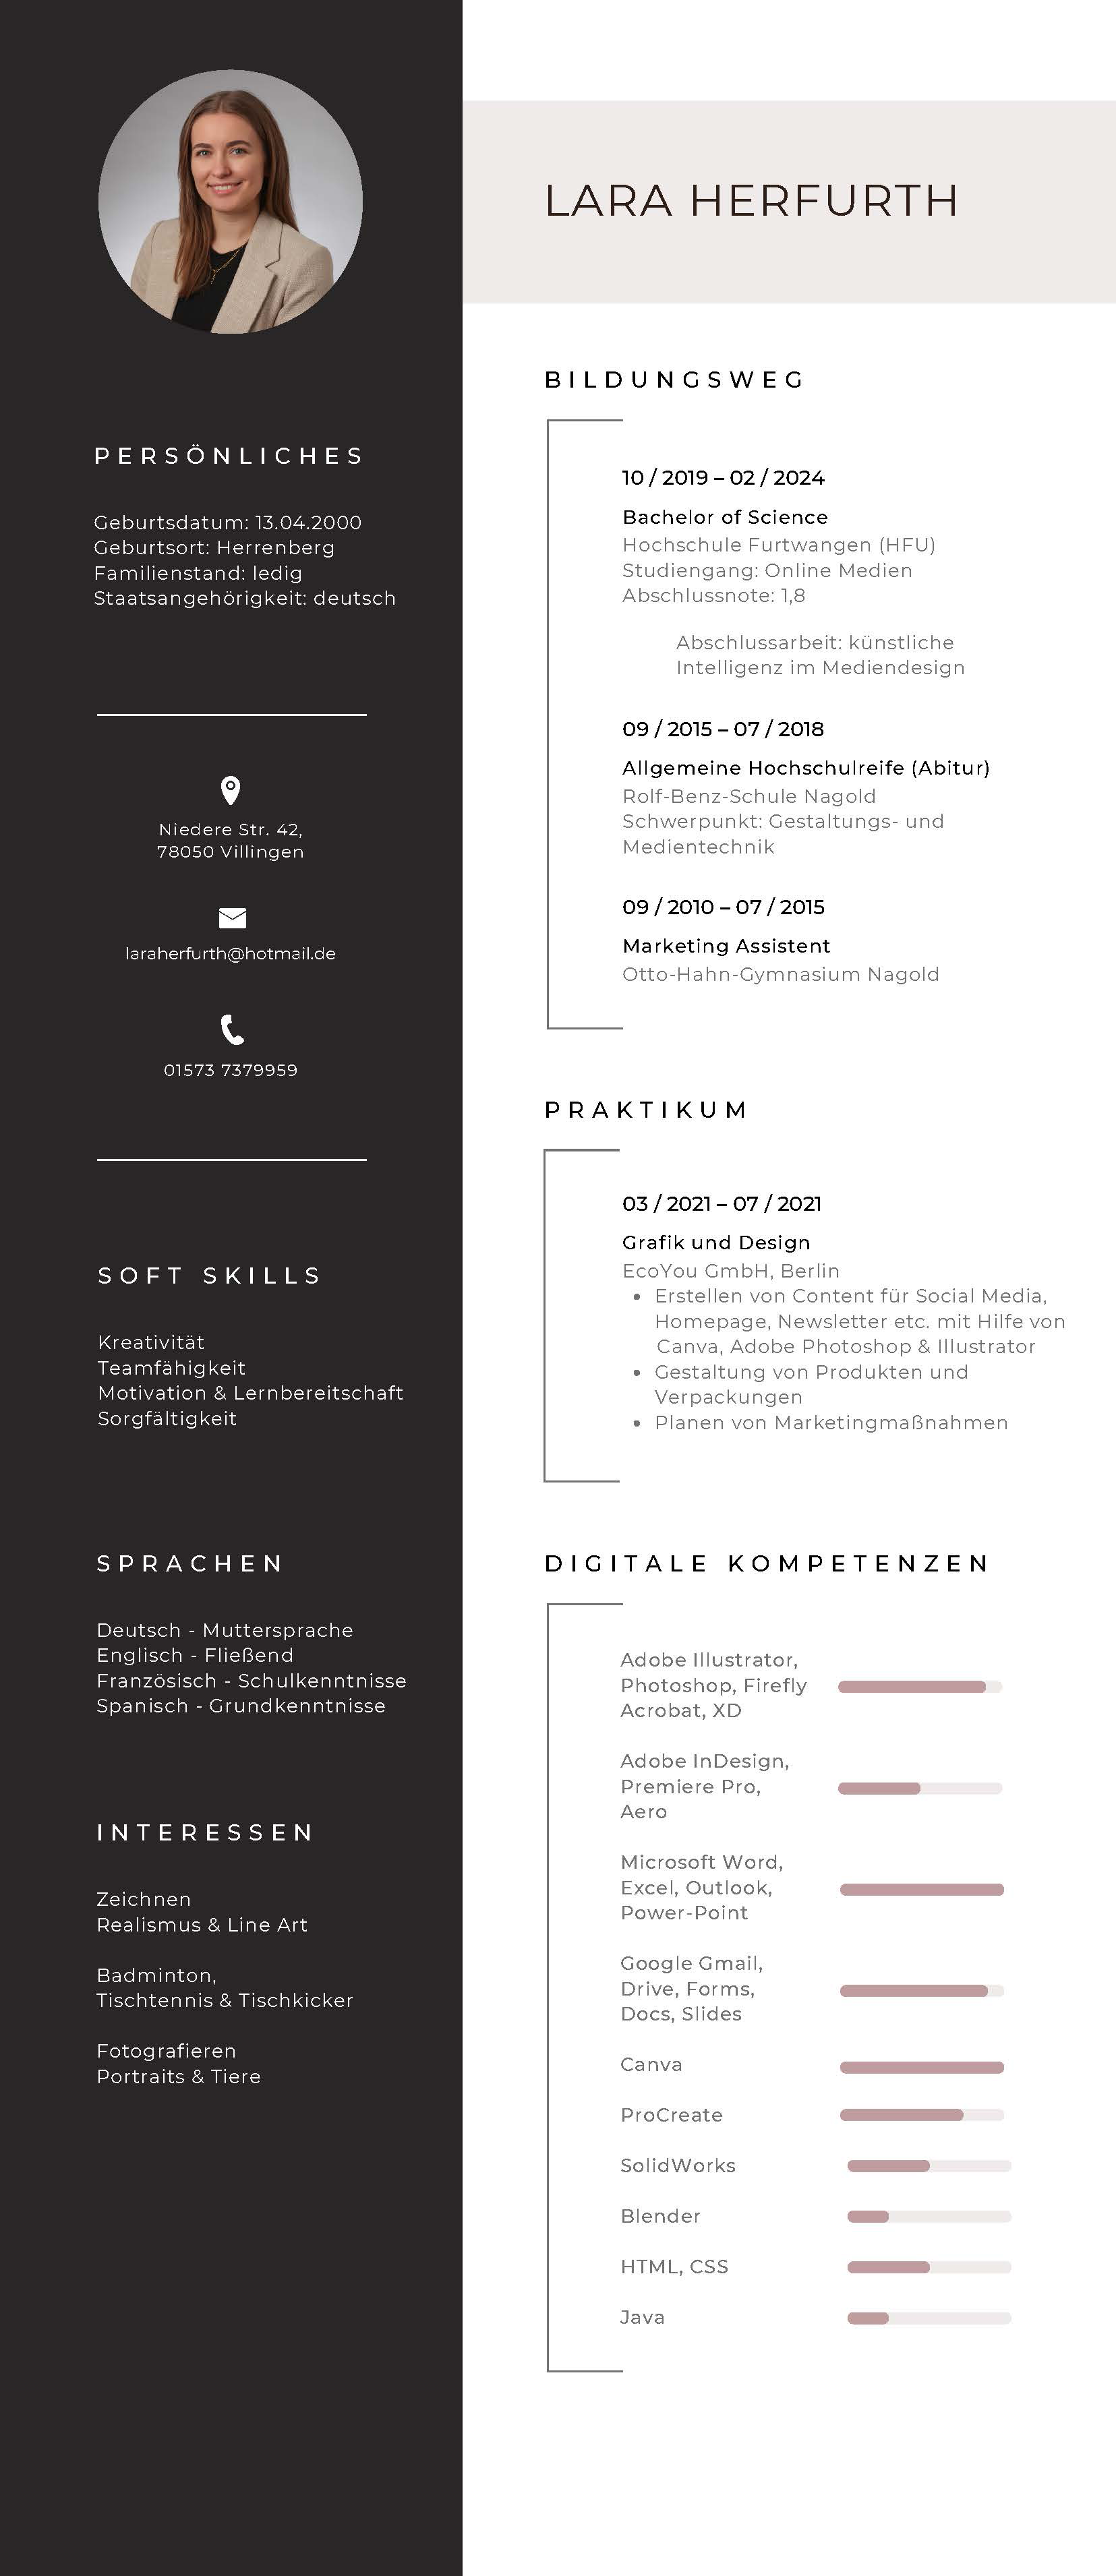 LARA HERFURTH
PERSÖNLICHES
Geburtsdatum: 13.04.2000
Geburtsort: Herrenberg
Familienstand: ledig
Staatsangehörigkeit: deutsch
Niedere Str. 42,
78050 Villingen
laraherfurth@hotmail.de
01573 7379959
SOFT SKILLS
Kreativität
Teamfähigkeit
Motivation & Lernbereitschaft
Sorgfältigkeit
SPRACHEN
Deutsch - Muttersprache
Englisch - Fließend
Französisch - Schulkenntnisse
Spanisch - Grundkenntnisse
INTERESSEN
Zeichnen
Realismus & Line Art
Badminton,
Tischtennis & Tischkicker
Fotografieren
Portraits & Tiere
BILDUNGSWEG
10 / 2019 – 02 / 2024
Bachelor of Science
Hochschule Furtwangen (HFU)
Studiengang: Online Medien
Abschlussnote: 1,8
Abschlussarbeit: künstliche
Intelligenz im Mediendesign
09 / 2015 – 07 / 2018
Allgemeine Hochschulreife (Abitur)
Rolf-Benz-Schule Nagold
Schwerpunkt: Gestaltungs- und
Medientechnik
09 / 2010 – 07 / 2015
Marketing Assistent
Otto-Hahn-Gymnasium Nagold
PRAKTIKUM
03 / 2021 – 07 / 2021
Grafik und Design
EcoYou GmbH, Berlin
• Erstellen von Content für Social Media,
Homepage, Newsletter etc. mit Hilfe von
Canva, Adobe Photoshop & Illustrator
• Gestaltung von Produkten und
Verpackungen
• Planen von Marketingmaßnahmen
DIGITALE KOMPETENZEN
Adobe Illustrator,
Photoshop, Firefly
Acrobat, XD
Adobe InDesign,
Premiere Pro,
Aero
Microsoft Word,
Excel, Outlook,
Power-Point
Google Gmail,
Drive, Forms,
Docs, Slides
Canva
ProCreate
SolidWorks
Blender
HTML, CSS
Java